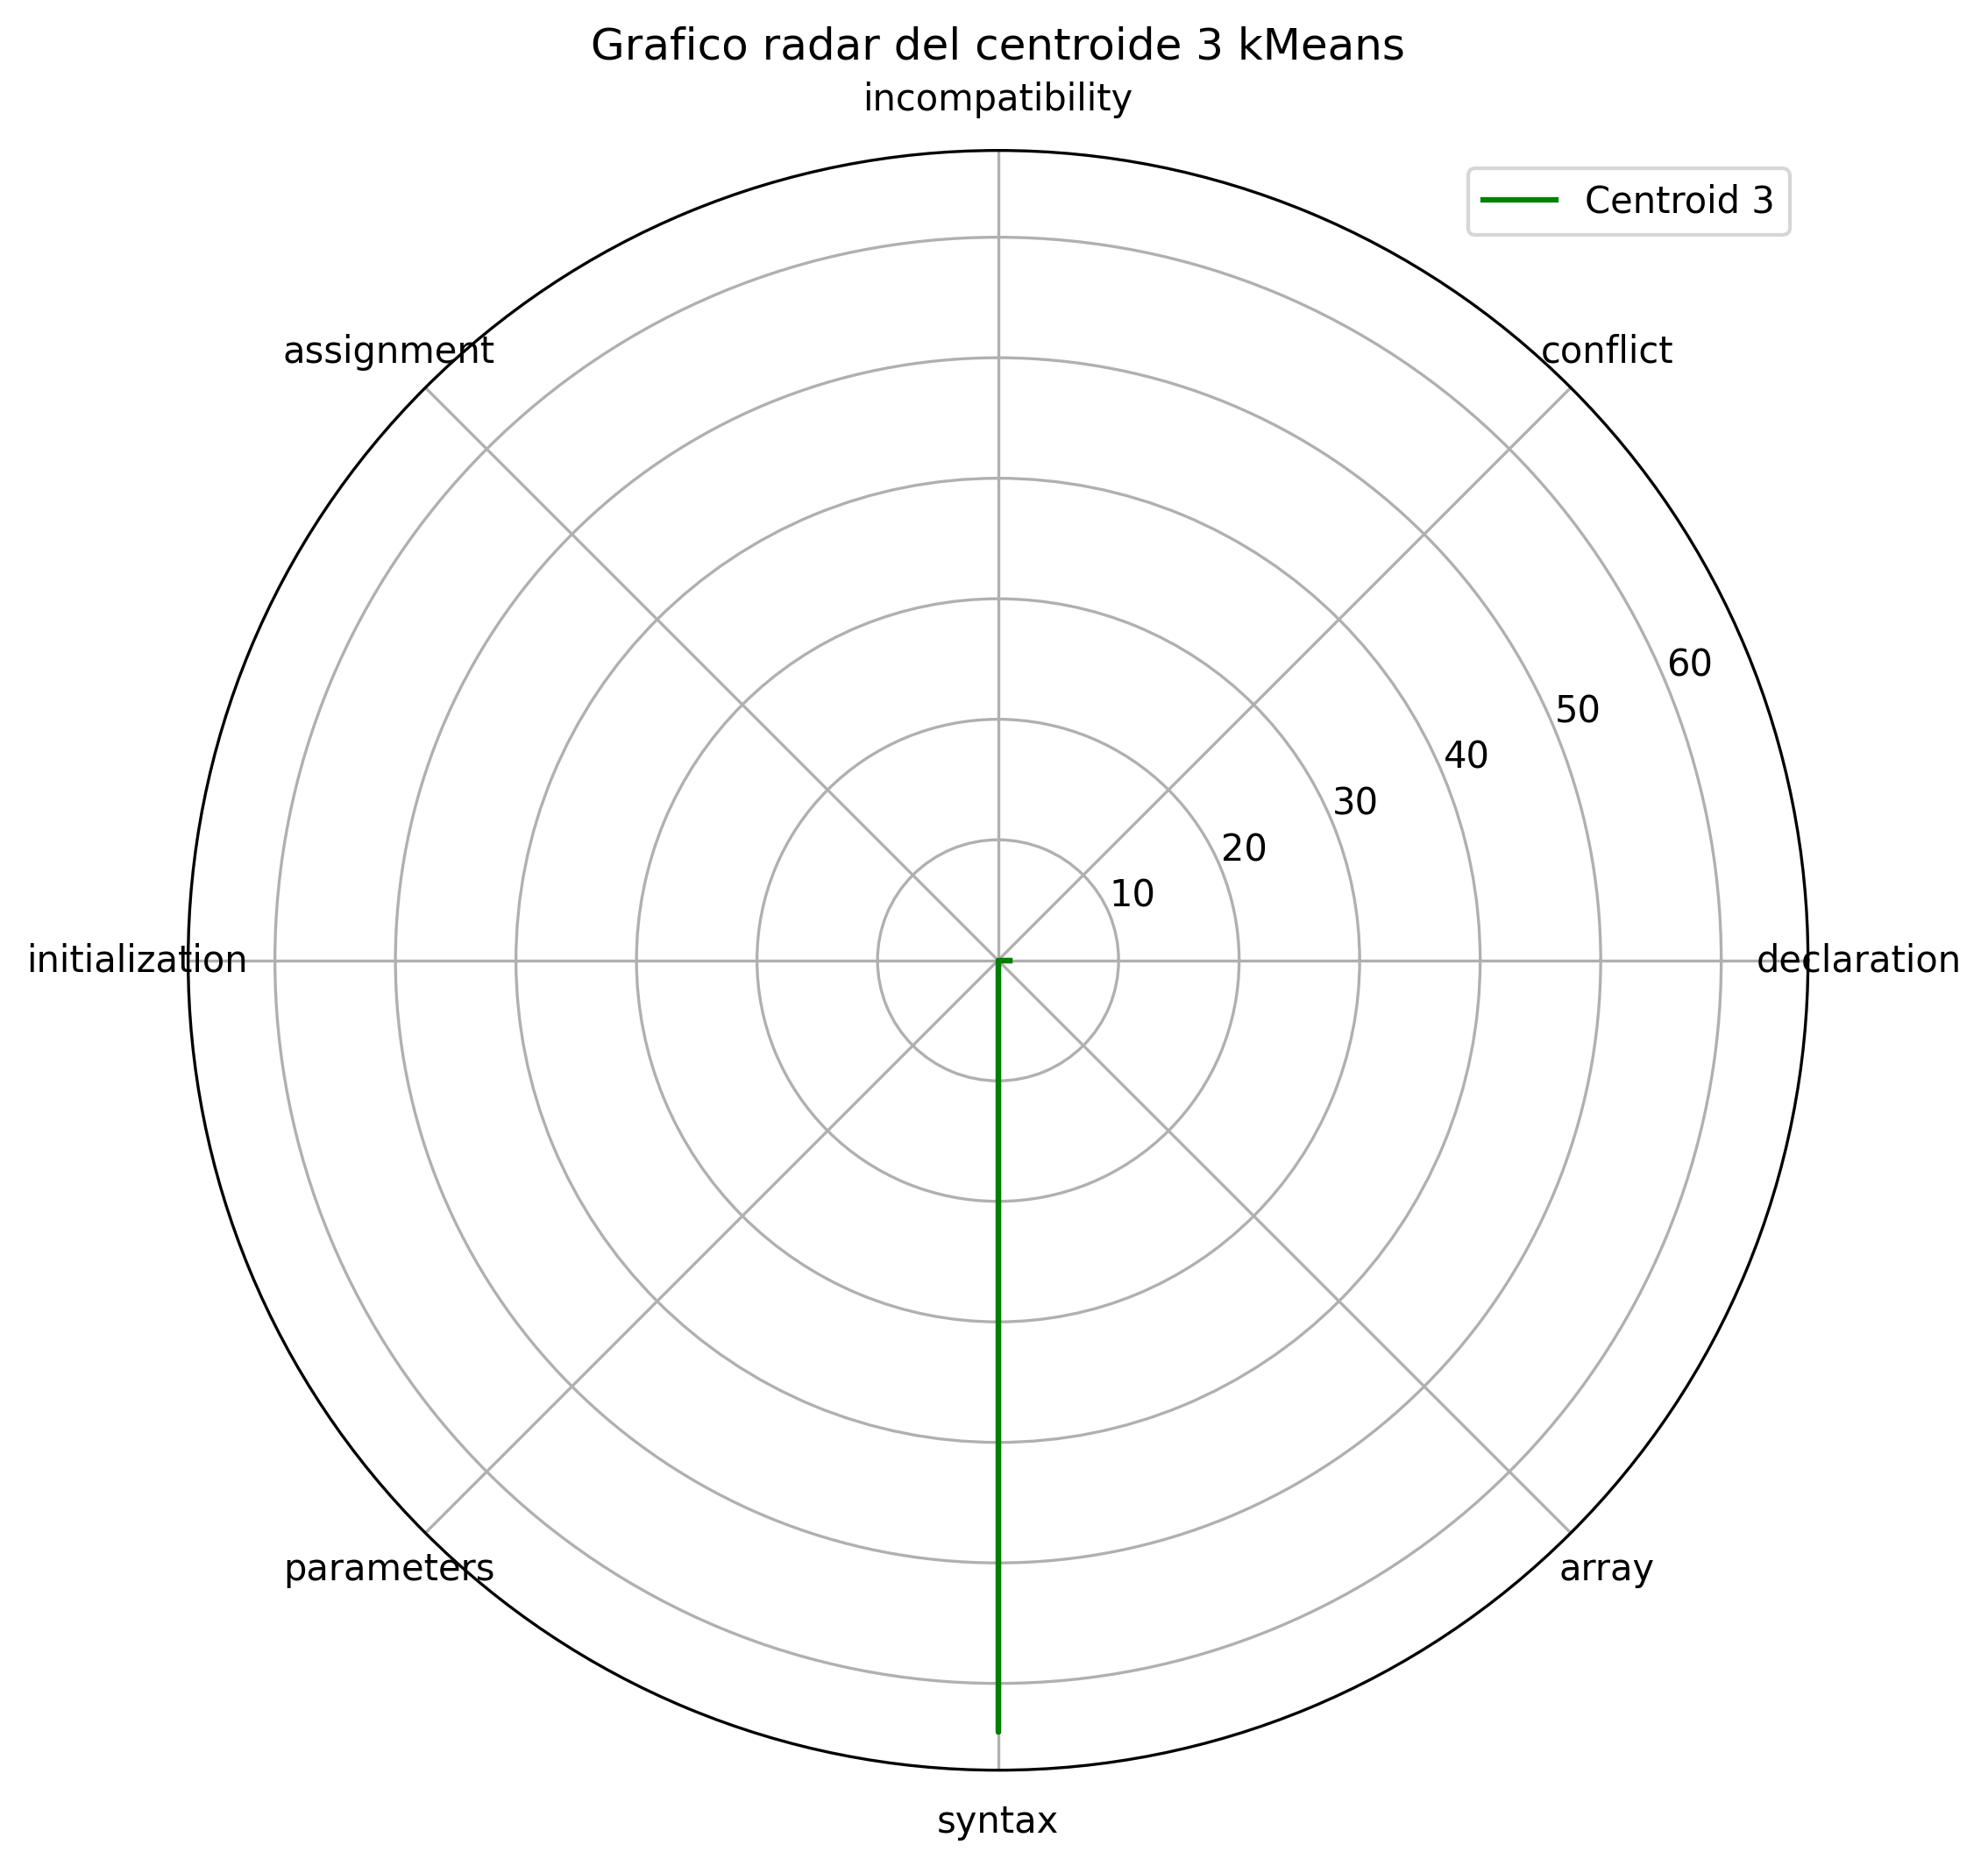 Grafico radar del centroide 3 kMeans
incompatibility
Centroid 3
assignment
conflict
60
50
40
30
20
10
initialization
declaration
parameters
array
syntax